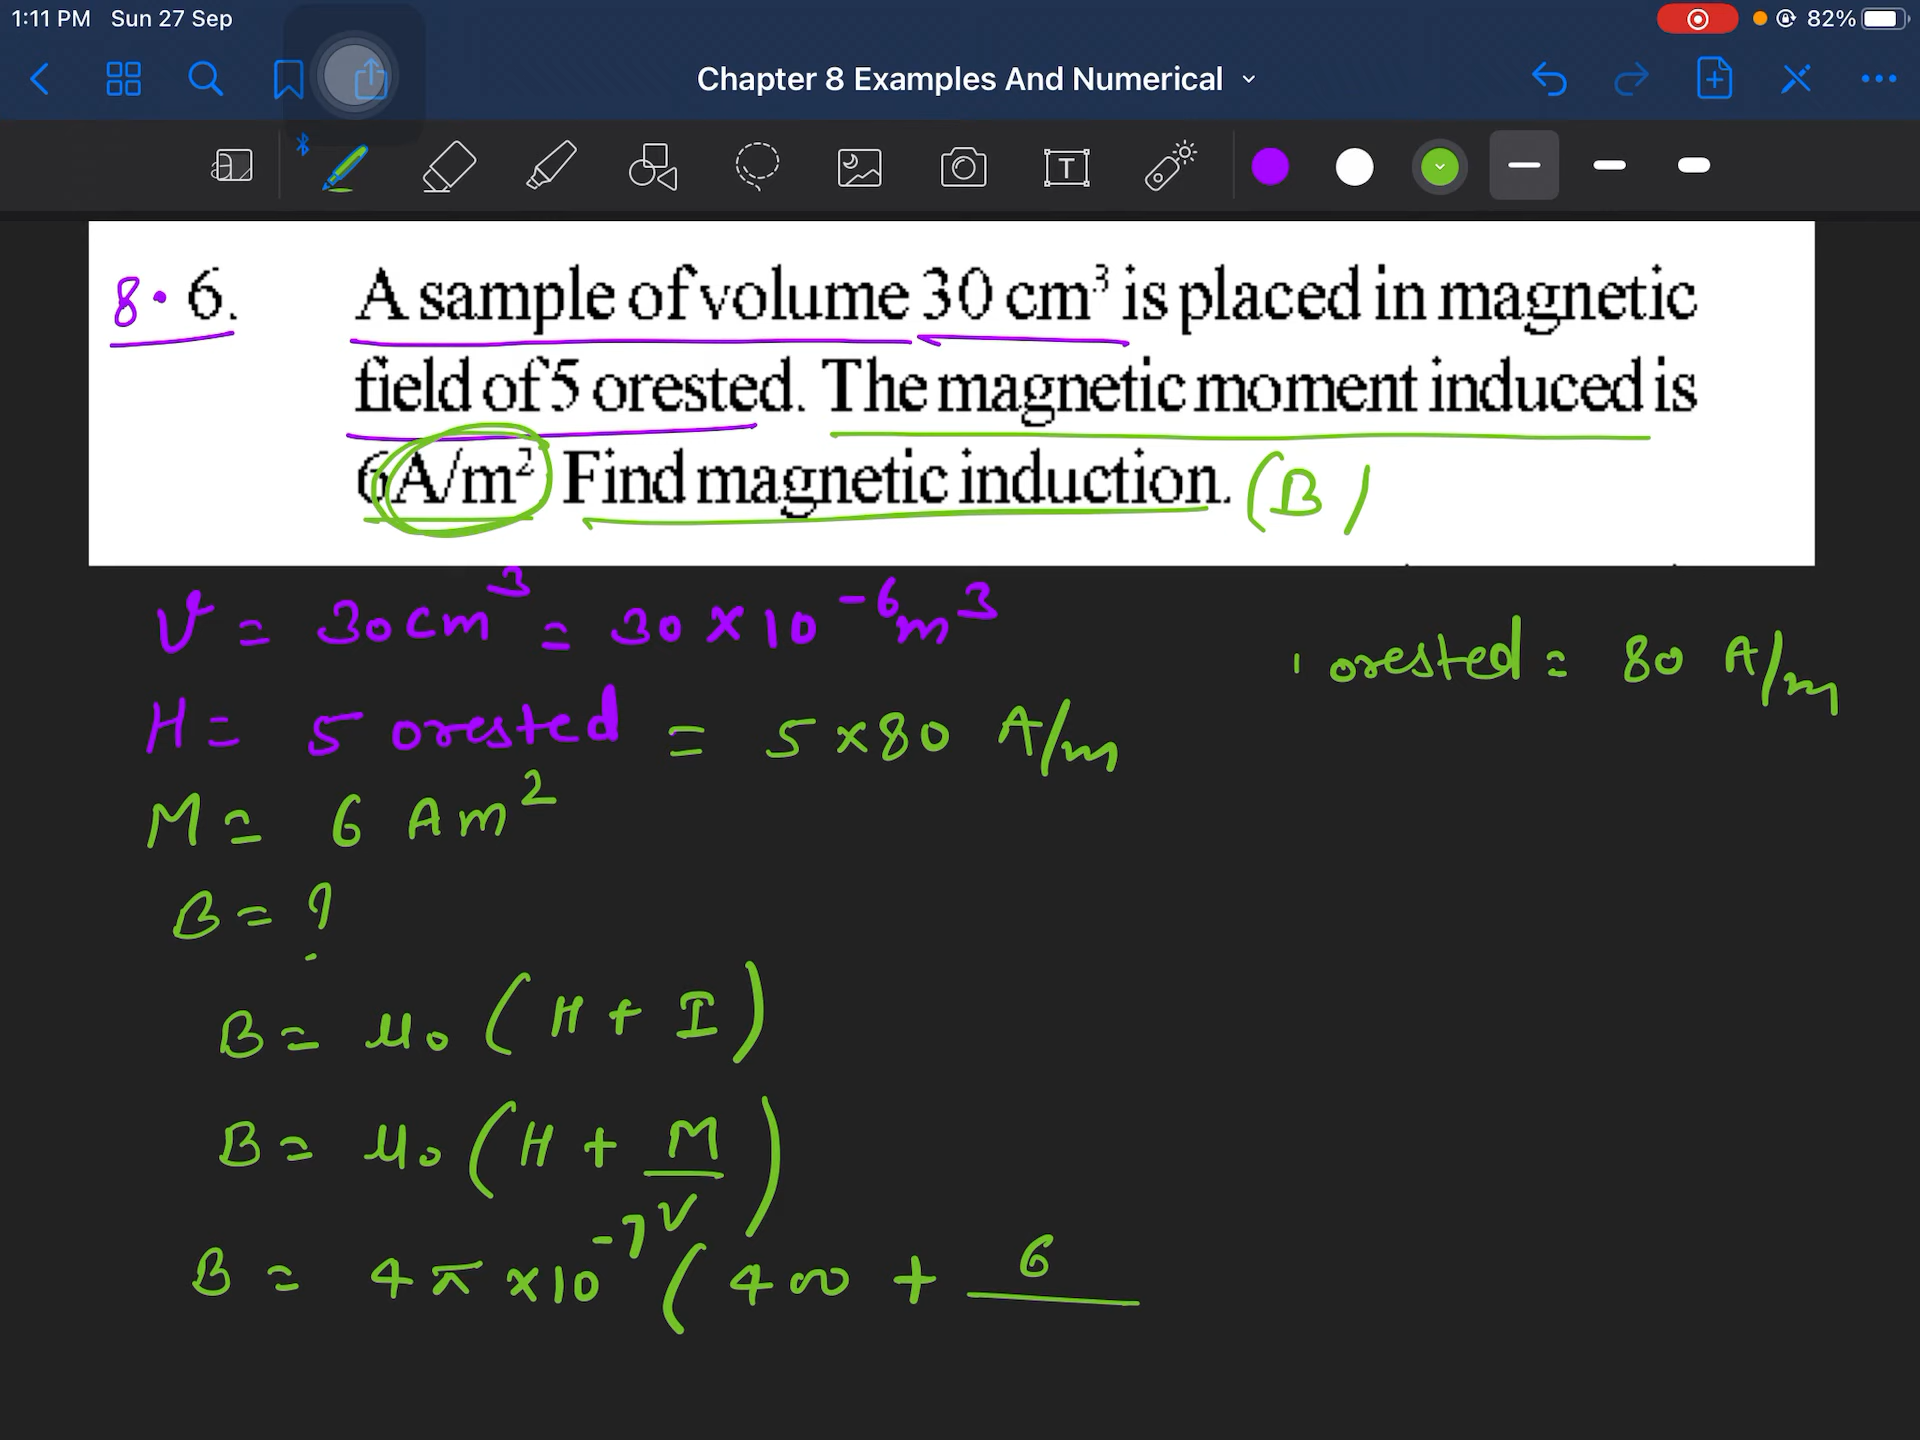 1:11 PM Sun 27 Sep 82%
Chapter 8 Examples And Numerical
8.6. A sample of volume 30 cm³ is placed in magnetic
field of 5 orested. The magnetic moment induced is
6A/m² Find magnetic induction. (B)
V = 30cm³ = 30 × 10⁻⁶m³
1 orested = 80 A/m
H = 5 orested = 5×80 A/m
M = 6 Am²
B = ?
B = μ₀ (H + I)
B = μ₀ (H + M/V)
B = 4π × 10⁻⁷ (400 + 6